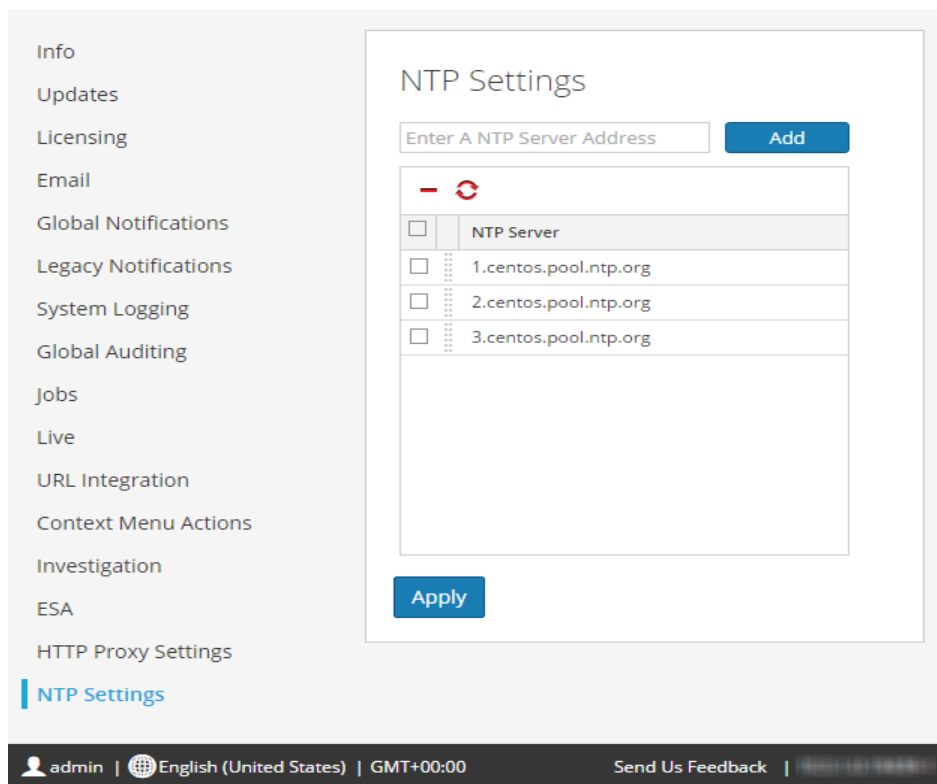 Info
Updates
Licensing
Email
Global Notifications
Legacy Notifications
System Logging
Global Auditing
Jobs
Live
URL Integration
Context Menu Actions
Investigation
ESA
HTTP Proxy Settings
NTP Settings
NTP Settings
Enter A NTP Server Address
Add
NTP Server
1.centos.pool.ntp.org
2.centos.pool.ntp.org
3.centos.pool.ntp.org
Apply
admin | English (United States) | GMT+00:00 Send Us Feedback |